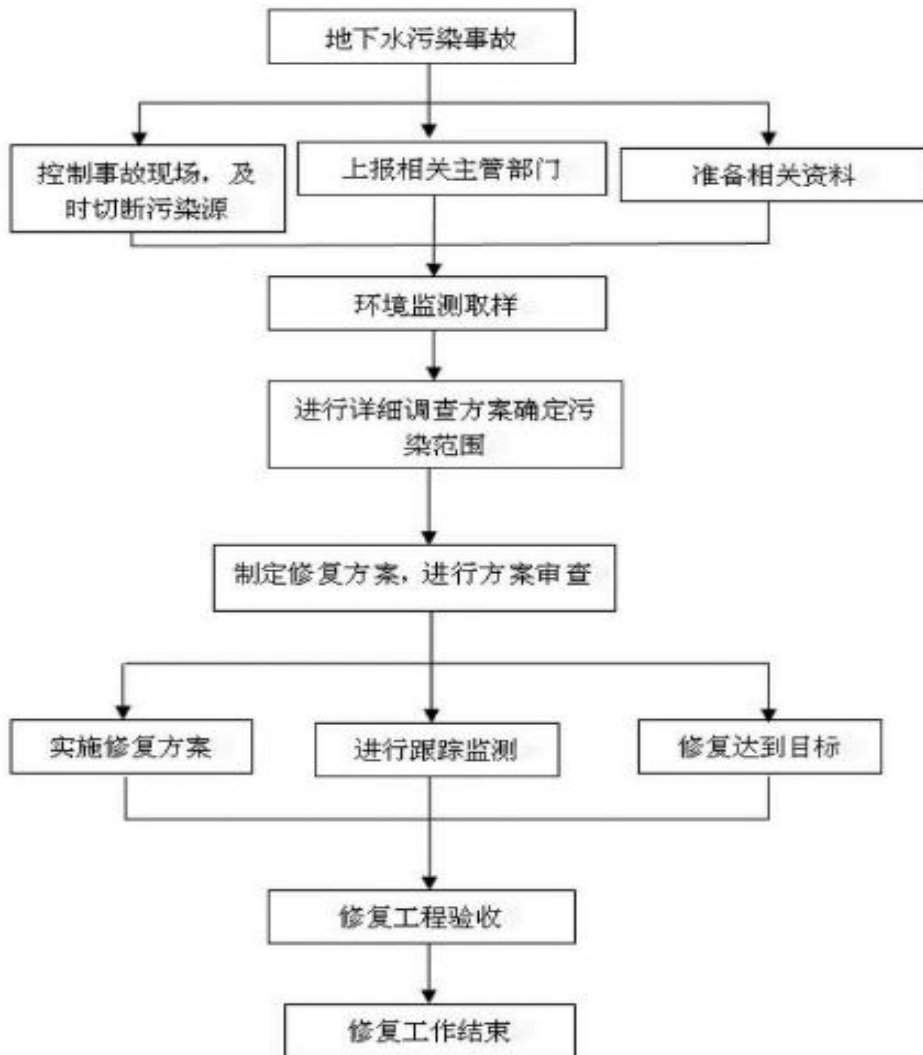 地下水污染事故
控制事故现场，及
时切断污染源
上报相关主管部门
准备相关资料
环境监测取样
进行详细调查方案确定污
染范围
制定修复方案，进行方案审查
实施修复方案
进行跟踪监测
修复达到目标
修复工程验收
修复工作结束